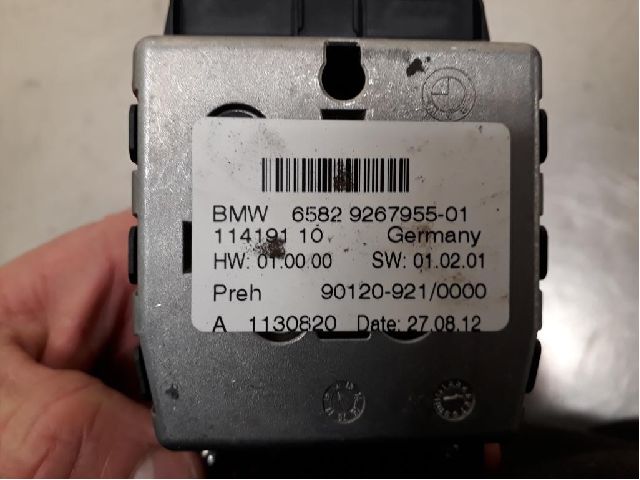 BMW 6582 9267955-01
114191 10 Germany
HW: 01.00.00 SW: 01.02.01
Preh 90120-921/0000
A 1130820 Date: 27.08.12